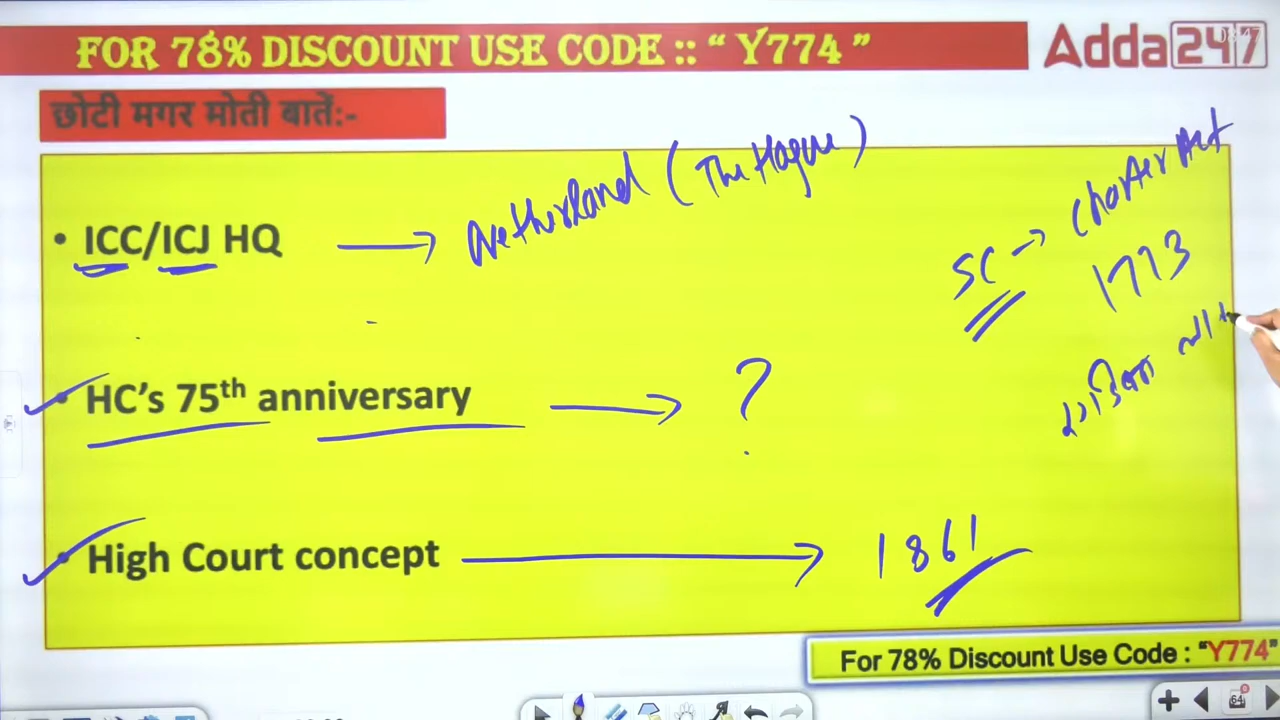 FOR 78% DISCOUNT USE CODE :: “ Y774 ”
Adda247
छोटी मगर मोती बातें:-
• ICC/ICJ HQ → Netherland (The Hague)
SC → Charter Act
1773
• HC’s 75th anniversary → ?
• High Court concept → 1861
For 78% Discount Use Code : “Y774”
64